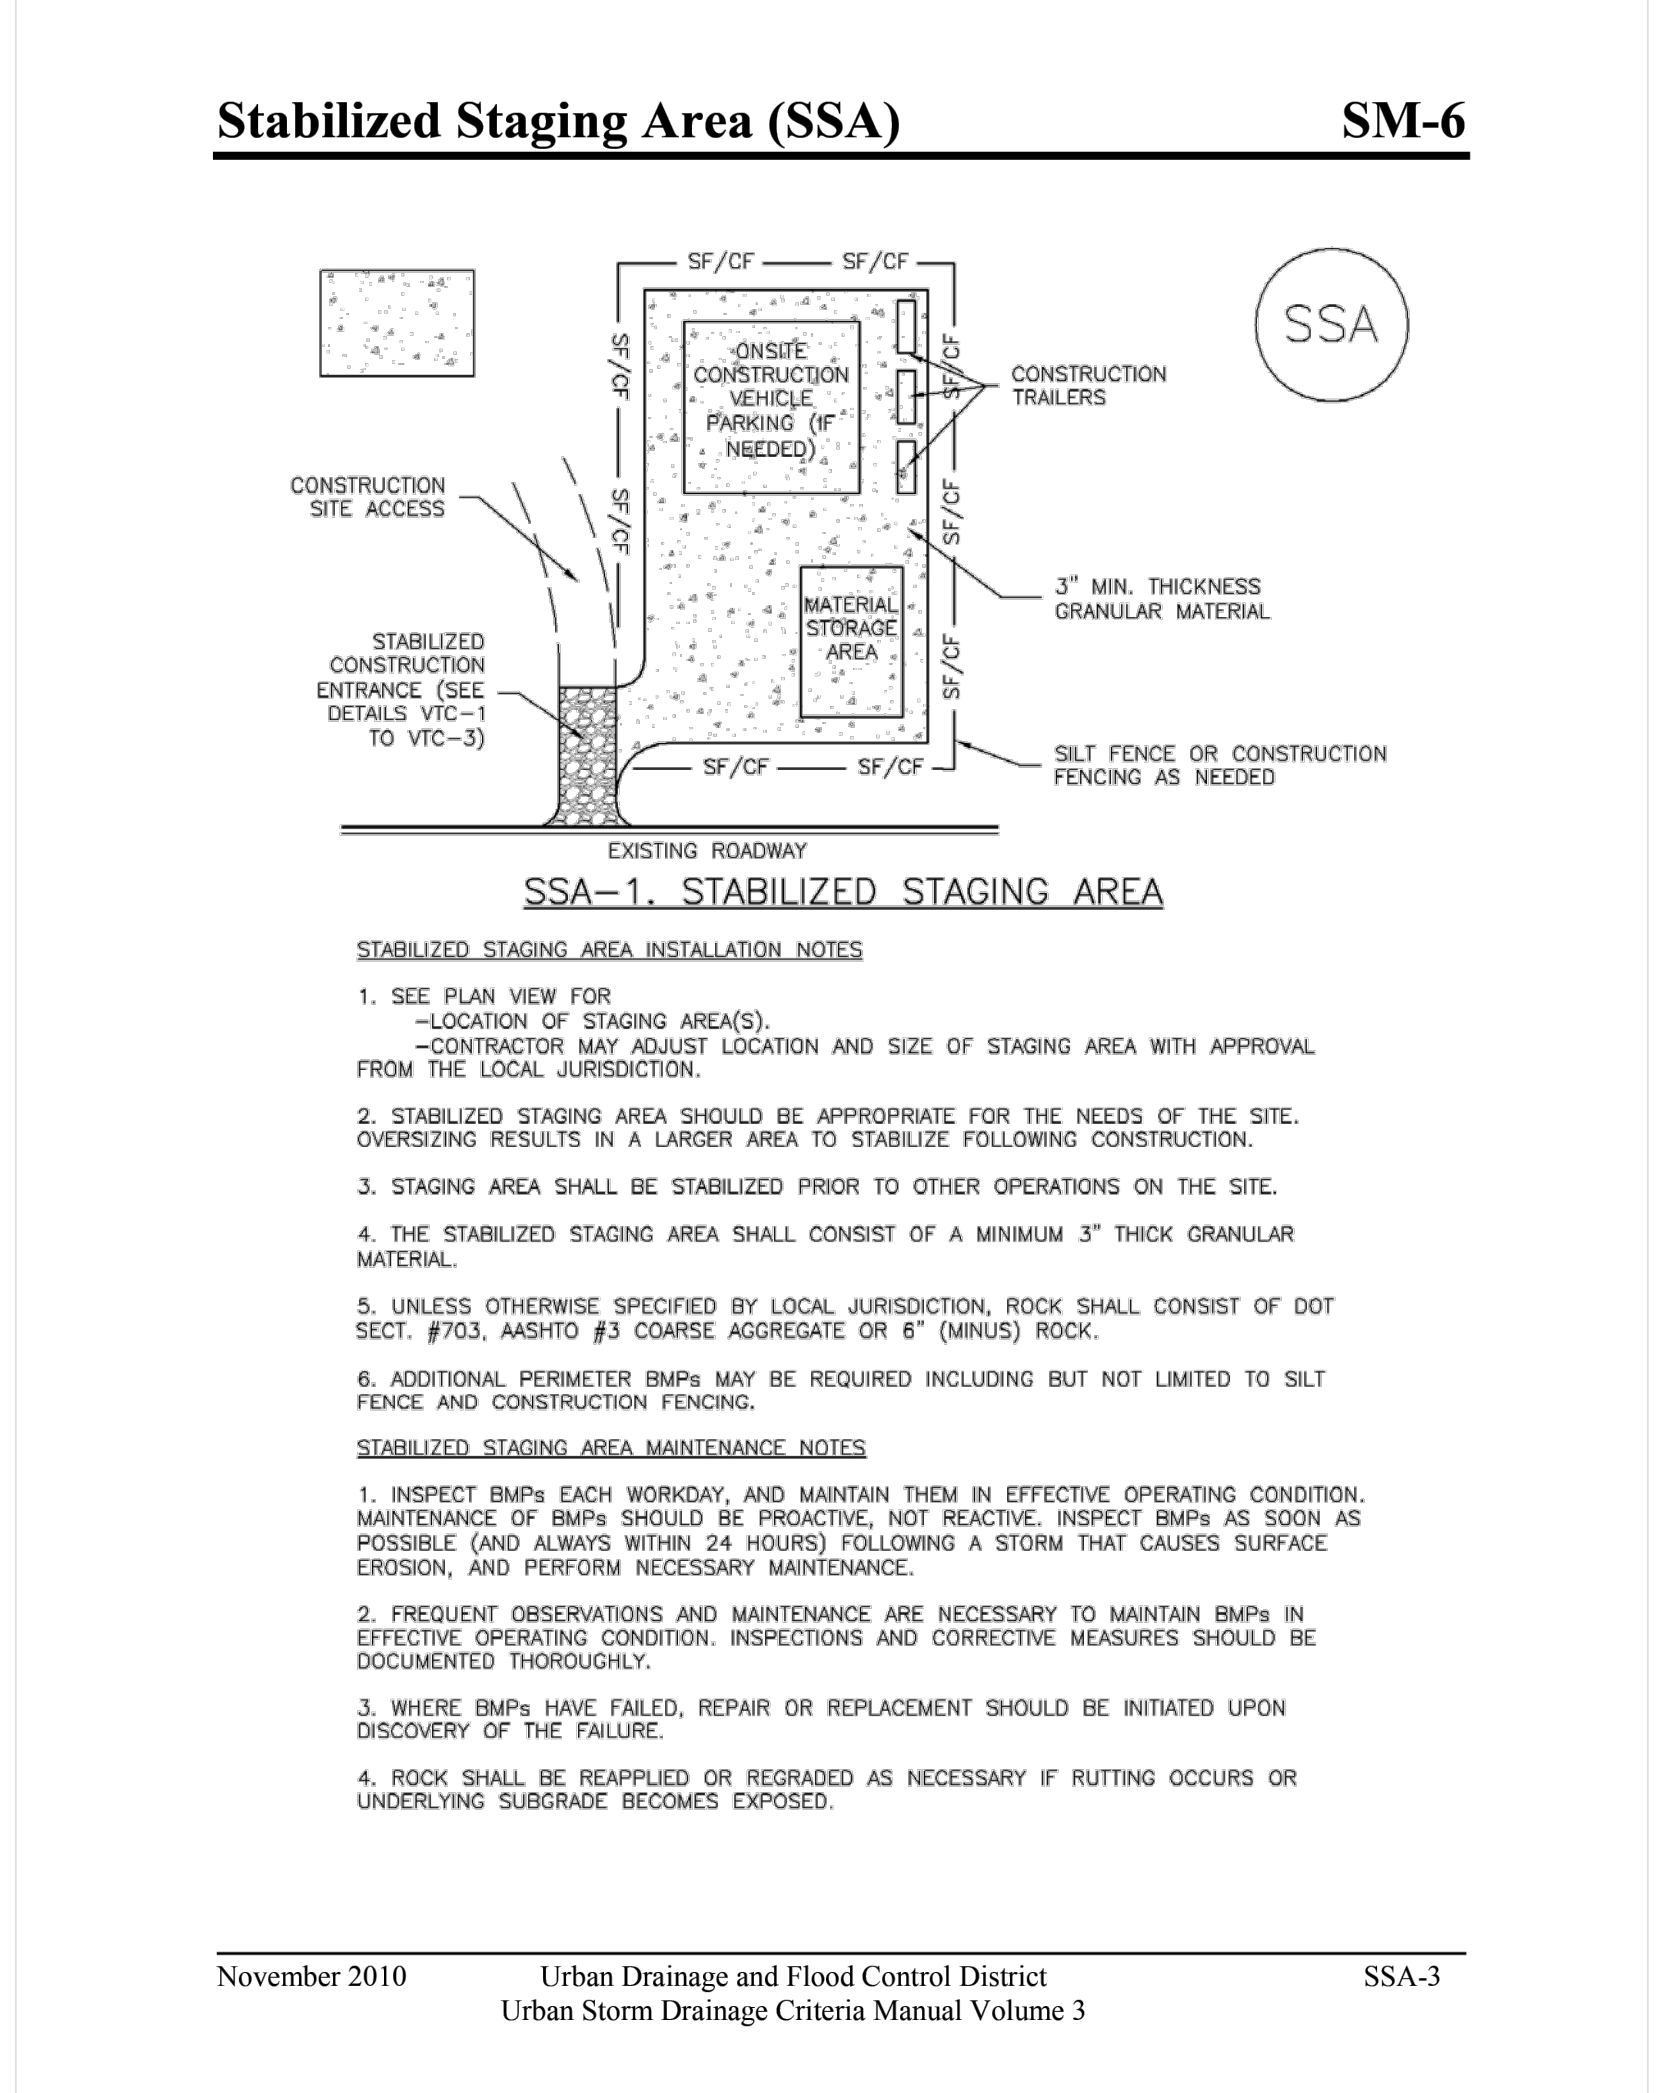 Stabilized Staging Area (SSA) SM-6
SF/CF SF/CF
SSA
SF/CF
SF/CF
ONSITE
CONSTRUCTION
VEHICLE
PARKING (IF
NEEDED)
CONSTRUCTION
TRAILERS
CONSTRUCTION
SITE ACCESS
SF/CF
SF/CF
3" MIN. THICKNESS
GRANULAR MATERIAL
MATERIAL
STORAGE
AREA
STABILIZED
CONSTRUCTION
ENTRANCE (SEE
DETAILS VTC-1
TO VTC-3)
SF/CF
SF/CF SF/CF
SILT FENCE OR CONSTRUCTION
FENCING AS NEEDED
EXISTING ROADWAY
SSA-1. STABILIZED STAGING AREA
STABILIZED STAGING AREA INSTALLATION NOTES
1. SEE PLAN VIEW FOR
-LOCATION OF STAGING AREA(S).
-CONTRACTOR MAY ADJUST LOCATION AND SIZE OF STAGING AREA WITH APPROVAL
FROM THE LOCAL JURISDICTION.
2. STABILIZED STAGING AREA SHOULD BE APPROPRIATE FOR THE NEEDS OF THE SITE.
OVERSIZING RESULTS IN A LARGER AREA TO STABILIZE FOLLOWING CONSTRUCTION.
3. STAGING AREA SHALL BE STABILIZED PRIOR TO OTHER OPERATIONS ON THE SITE.
4. THE STABILIZED STAGING AREA SHALL CONSIST OF A MINIMUM 3" THICK GRANULAR
MATERIAL.
5. UNLESS OTHERWISE SPECIFIED BY LOCAL JURISDICTION, ROCK SHALL CONSIST OF DOT
SECT. #703, AASHTO #3 COARSE AGGREGATE OR 6" (MINUS) ROCK.
6. ADDITIONAL PERIMETER BMPs MAY BE REQUIRED INCLUDING BUT NOT LIMITED TO SILT
FENCE AND CONSTRUCTION FENCING.
STABILIZED STAGING AREA MAINTENANCE NOTES
1. INSPECT BMPs EACH WORKDAY, AND MAINTAIN THEM IN EFFECTIVE OPERATING CONDITION.
MAINTENANCE OF BMPs SHOULD BE PROACTIVE, NOT REACTIVE. INSPECT BMPs AS SOON AS
POSSIBLE (AND ALWAYS WITHIN 24 HOURS) FOLLOWING A STORM THAT CAUSES SURFACE
EROSION, AND PERFORM NECESSARY MAINTENANCE.
2. FREQUENT OBSERVATIONS AND MAINTENANCE ARE NECESSARY TO MAINTAIN BMPs IN
EFFECTIVE OPERATING CONDITION. INSPECTIONS AND CORRECTIVE MEASURES SHOULD BE
DOCUMENTED THOROUGHLY.
3. WHERE BMPs HAVE FAILED, REPAIR OR REPLACEMENT SHOULD BE INITIATED UPON
DISCOVERY OF THE FAILURE.
4. ROCK SHALL BE REAPPLIED OR REGRADED AS NECESSARY IF RUTTING OCCURS OR
UNDERLYING SUBGRADE BECOMES EXPOSED.
November 2010 Urban Drainage and Flood Control District SSA-3
Urban Storm Drainage Criteria Manual Volume 3